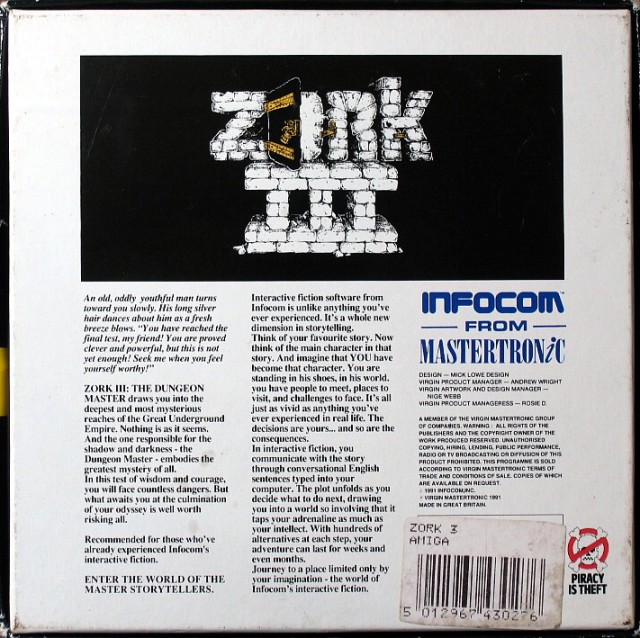 ZORK
III
An old, oddly youthful man turns
toward you slowly. His long silver
hair dances about him as a fresh
breeze blows. "You have reached the
final test, my friend! You are proved
clever and powerful, but this is not
yet enough! Seek me when you feel
yourself worthy!"
ZORK III: THE DUNGEON
MASTER draws you into the
deepest and most mysterious
reaches of the Great Underground
Empire. Nothing is as it seems.
And the one responsible for the
shadow and darkness - the
Dungeon Master - embodies the
greatest mystery of all.
In this test of wisdom and courage,
you will face countless dangers. But
what awaits you at the culmination
of your odyssey is well worth
risking all.
Recommended for those who've
already experienced Infocom's
interactive fiction.
ENTER THE WORLD OF THE
MASTER STORYTELLERS.
Interactive fiction software from
Infocom is unlike anything you've
ever experienced. It's a whole new
dimension in storytelling.
Think of your favourite story. Now
think of the main character in that
story. And imagine that YOU have
become that character. You are
standing in his shoes, in his world.
you have people to meet, places to
visit, and challenges to face. It's all
just as vivid as anything you've
ever experienced in real life. The
decisions are yours... and so are the
consequences.
In interactive fiction, you
communicate with the story
through conversational English
sentences typed into your
computer. The plot unfolds as you
decide what to do next, drawing
you into a world so involving that it
taps your adrenaline as much as
your intellect. With hundreds of
alternatives at each step, your
adventure can last for weeks and
even months.
Journey to a place limited only by
your imagination - the world of
Infocom's interactive fiction.
INFOCOM
FROM
MASTERTRONIC
DESIGN — MICK LOWE DESIGN
VIRGIN PRODUCT MANAGER — ANDREW WRIGHT
VIRGIN ARTWORK AND DESIGN MANAGER —
NIGE WEBB
VIRGIN PRODUCT MANAGERESS — ROSIE D.
A MEMBER OF THE VIRGIN MASTERTRONIC GROUP
OF COMPANIES. WARNING: ALL RIGHTS OF THE
PUBLISHERS AND THE COPYRIGHT OWNER OF THE
WORK PRODUCED RESERVED. UNAUTHORISED
COPYING, HIRING, LENDING, PUBLIC PERFORMANCE,
RADIO OR TV BROADCASTING OR DIFFUSION OF THIS
PRODUCT PROHIBITED. THIS PROGRAMME IS SOLD
ACCORDING TO VIRGIN MASTERTRONIC TERMS OF
TRADE AND CONDITIONS OF SALE. COPIES OF WHICH
ARE AVAILABLE ON REQUEST.
© 1991 INFOCOM INC.
© VIRGIN MASTERTRONIC 1991
MADE IN GREAT BRITAIN.
ZORK 3
AMIGA
5 012967 430276
PIRACY
IS THEFT